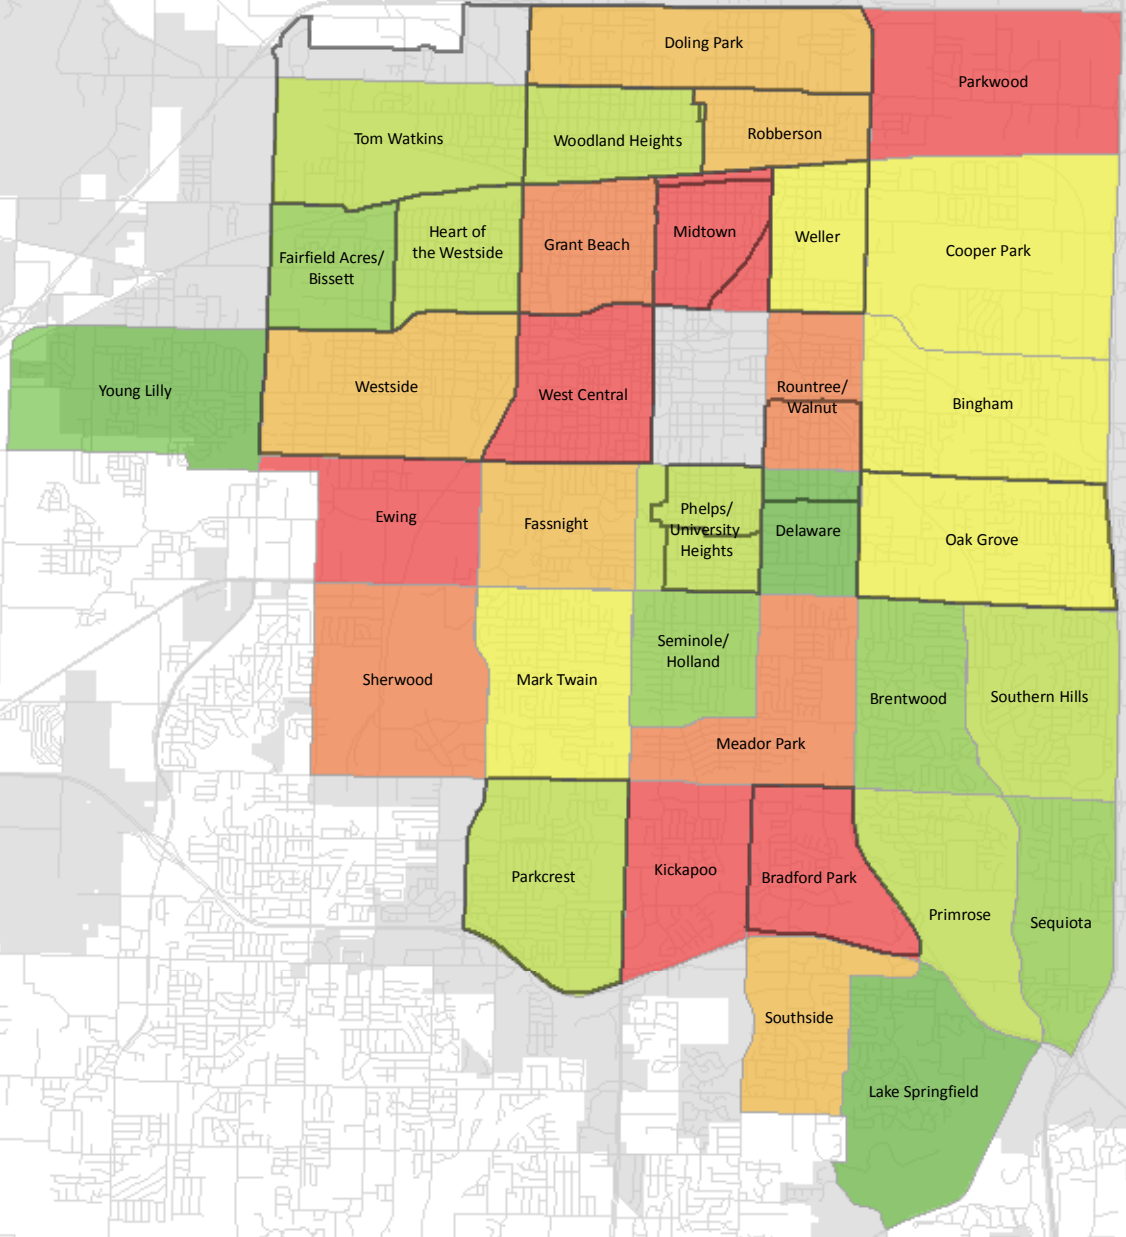 Doling Park
Parkwood
Tom Watkins
Woodland Heights
Robberson
Heart of
the Westside
Grant Beach
Midtown
Weller
Cooper Park
Fairfield Acres/
Bissett
Young Lilly
Westside
West Central
Rountree/
Walnut
Bingham
Ewing
Fassnight
Phelps/
University
Heights
Delaware
Oak Grove
Sherwood
Mark Twain
Seminole/
Holland
Meador Park
Brentwood
Southern Hills
Parkcrest
Kickapoo
Bradford Park
Primrose
Sequiota
Southside
Lake Springfield